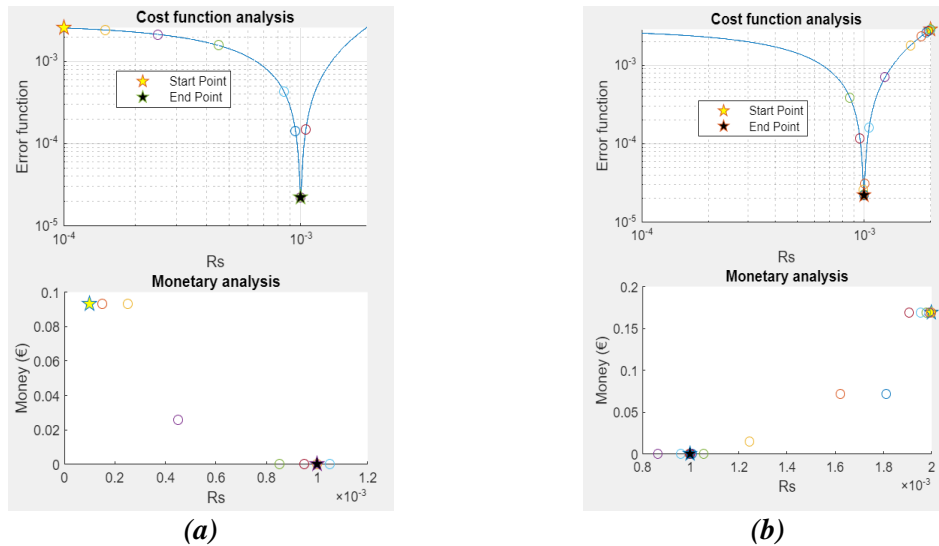 Cost function analysis
Error function
10^-3
10^-4
10^-5
Start Point
End Point
10^-4
10^-3
Rs
Monetary analysis
Money (€)
0.1
0.08
0.06
0.04
0.02
0
0 0.2 0.4 0.6 0.8 1 1.2
Rs
×10^-3
(a)
Cost function analysis
Error function
10^-3
10^-4
10^-5
Start Point
End Point
10^-4
10^-3
Rs
Monetary analysis
Money (€)
0.2
0.15
0.1
0.05
0
0.8 1 1.2 1.4 1.6 1.8 2
Rs
×10^-3
(b)